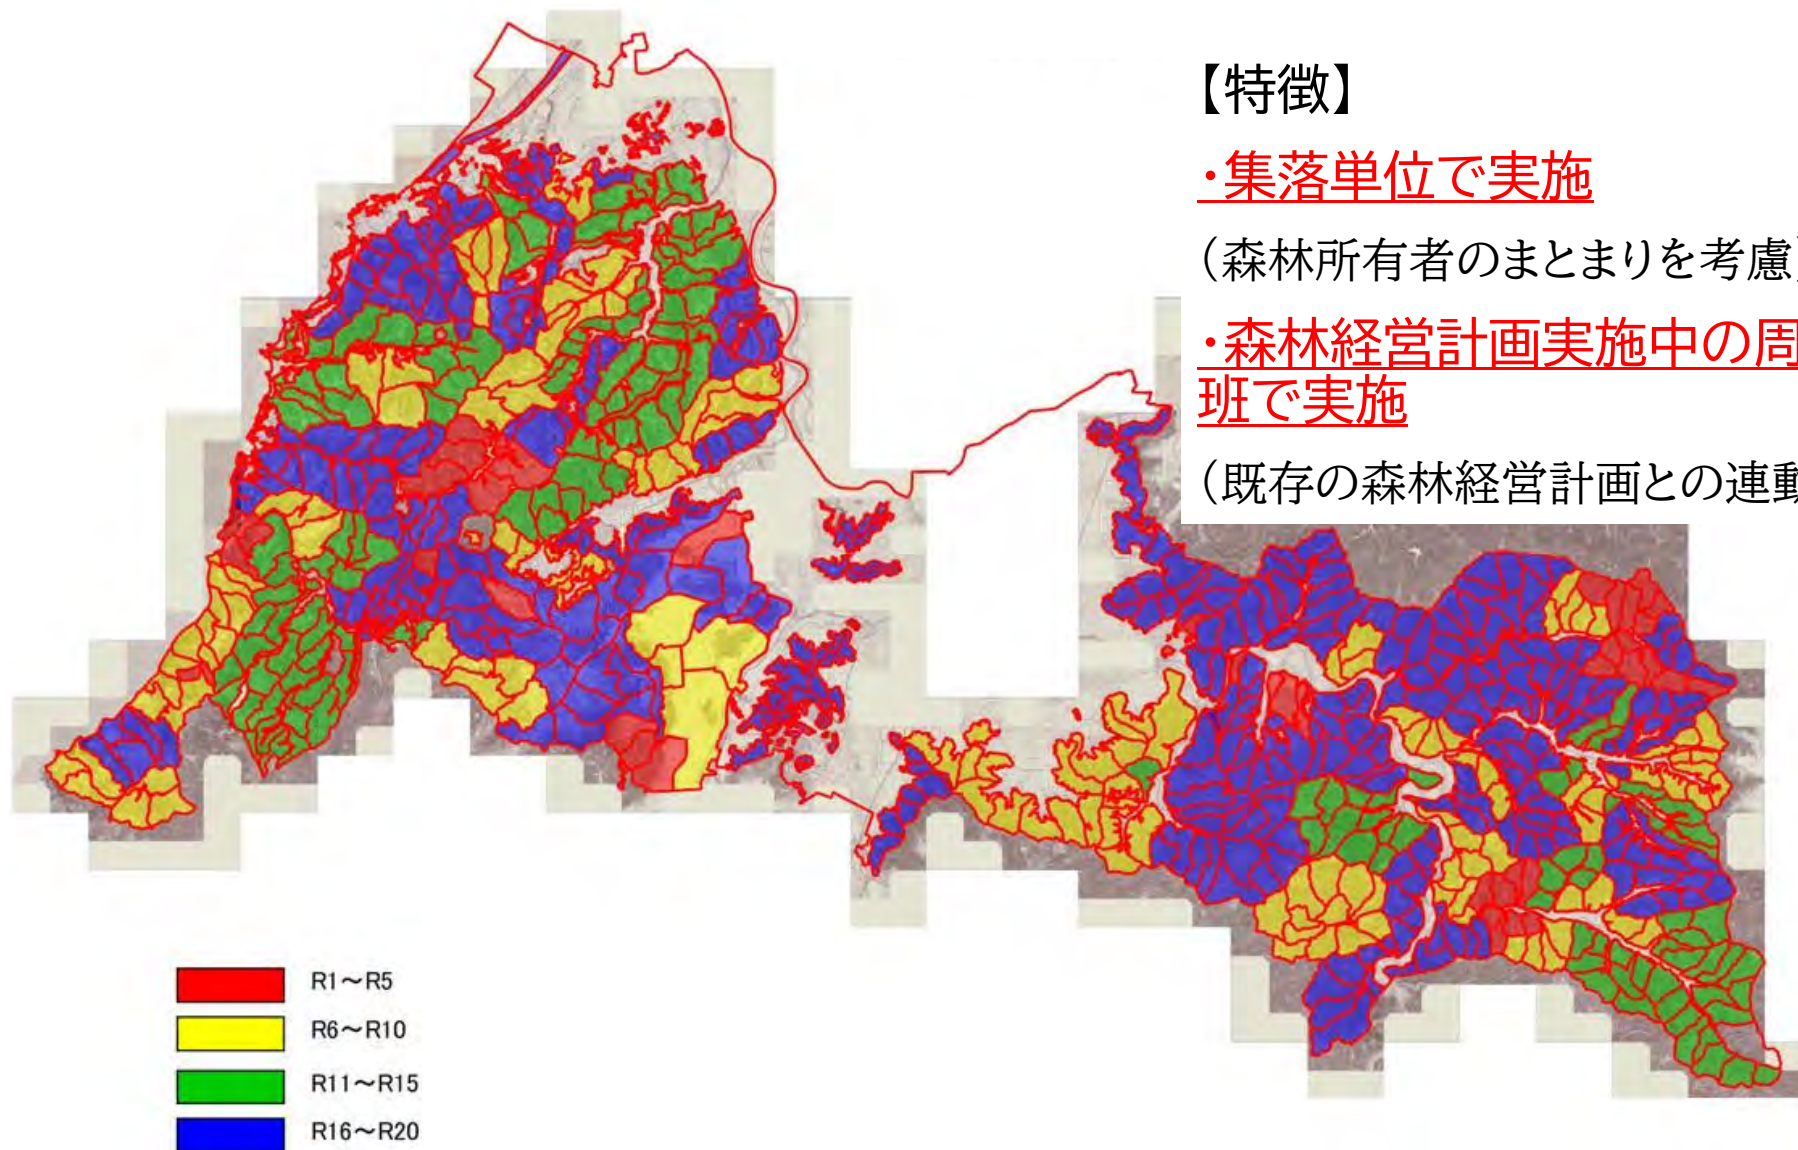 【特徴】
・集落単位で実施
（森林所有者のまとまりを考慮）
・森林経営計画実施中の周
班で実施
（既存の森林経営計画との連動
R1～R5
R6～R10
R11～R15
R16～R20